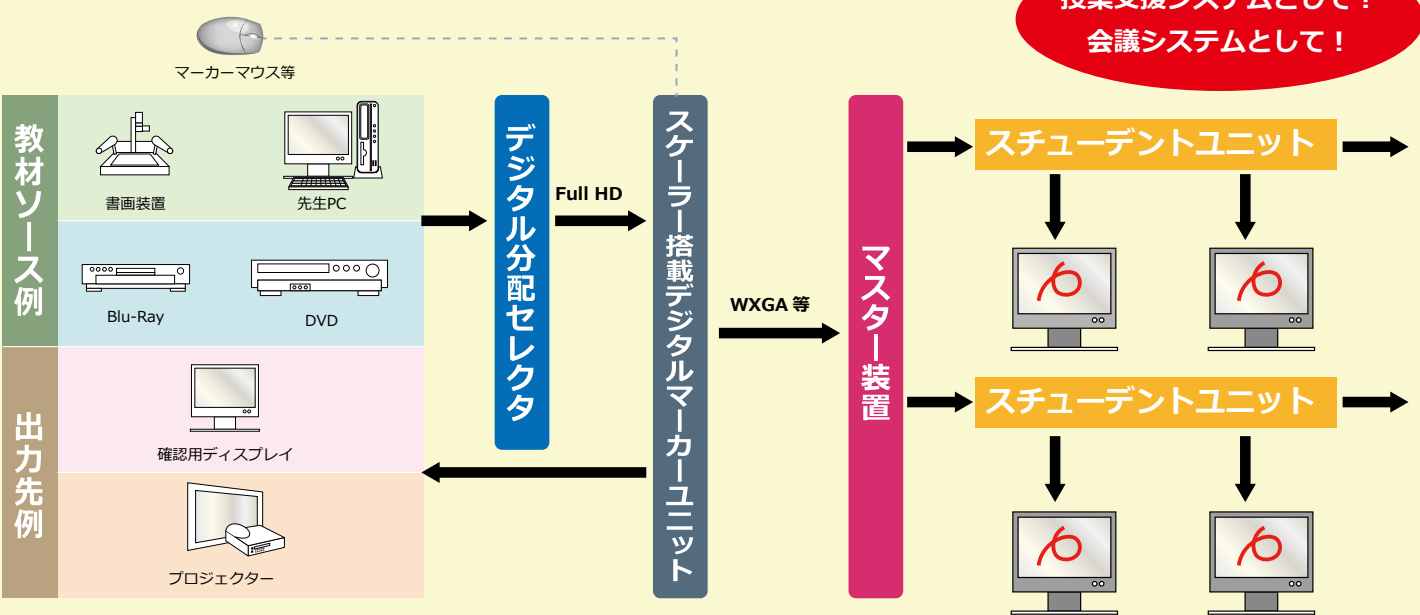 授業支援システムとして!
会議システムとして!
マーカーマウス等
教材ソース例
書画装置
先生PC
Blu-Ray
DVD
出力先例
確認用ディスプレイ
プロジェクター
デジタル分配セレクタ
Full HD
スケーラー搭載デジタルマーカーユニット
WXGA 等
マスター装置
スチューデントユニット
スチューデントユニット